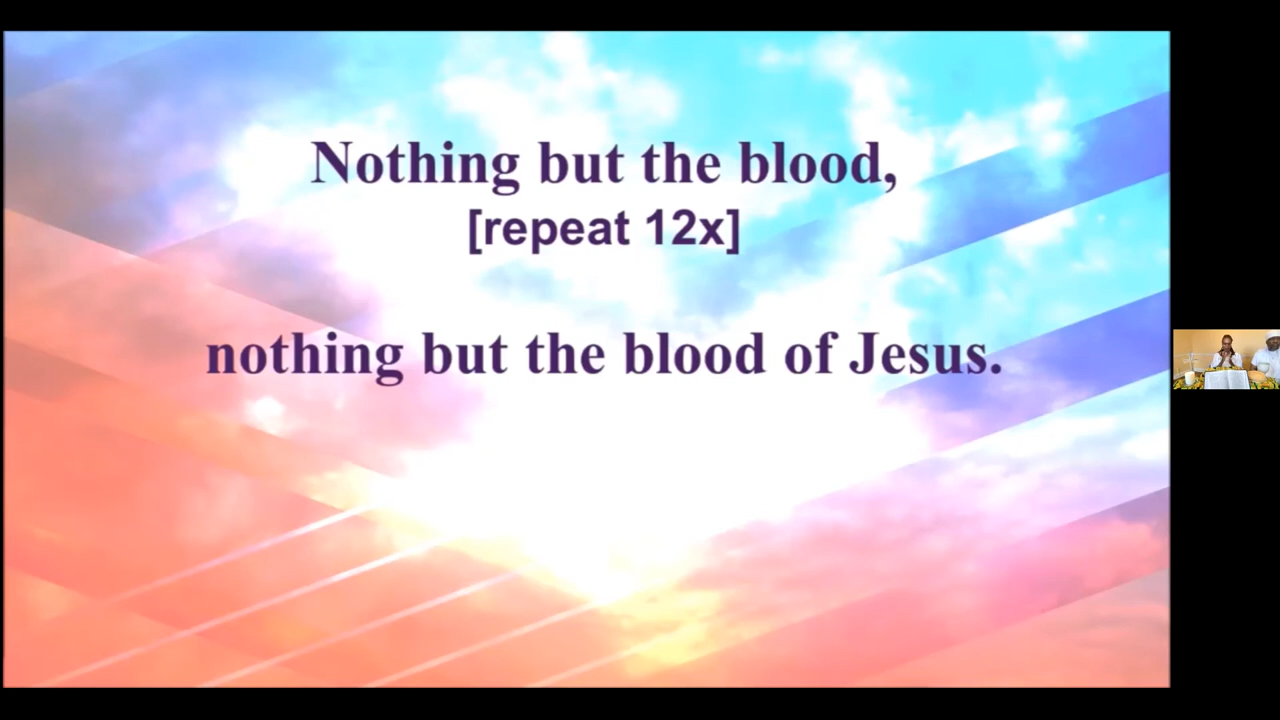 Nothing but the blood,
[repeat 12x]
nothing but the blood of Jesus.